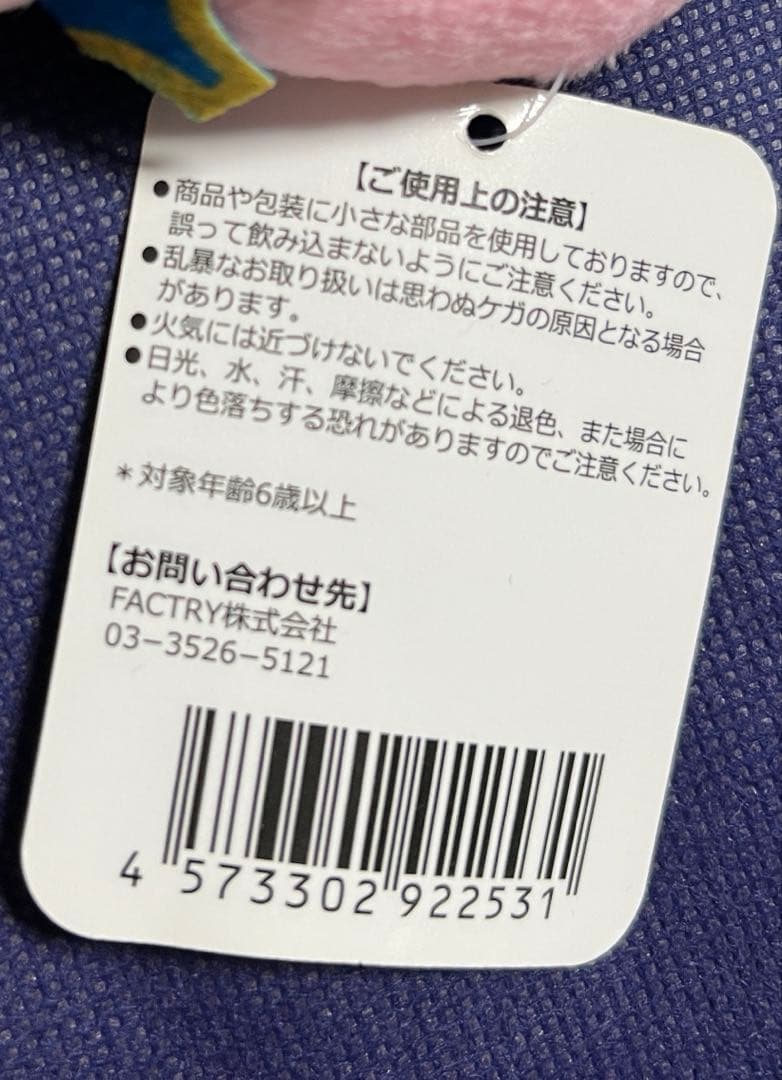 【ご使用上の注意】
●商品や包装に小さな部品を使用しておりますので、
誤って飲み込まないようにご注意ください。
●乱暴なお取り扱いは思わぬケガの原因となる場合
があります。
●火気には近づけないでください。
●日光、水、汗、摩擦などによる退色、また場合に
より色落ちする恐れがありますのでご注意ください。
＊対象年齢6歳以上
【お問い合わせ先】
FACTRY株式会社
03−3526−5121
4 573302 922531